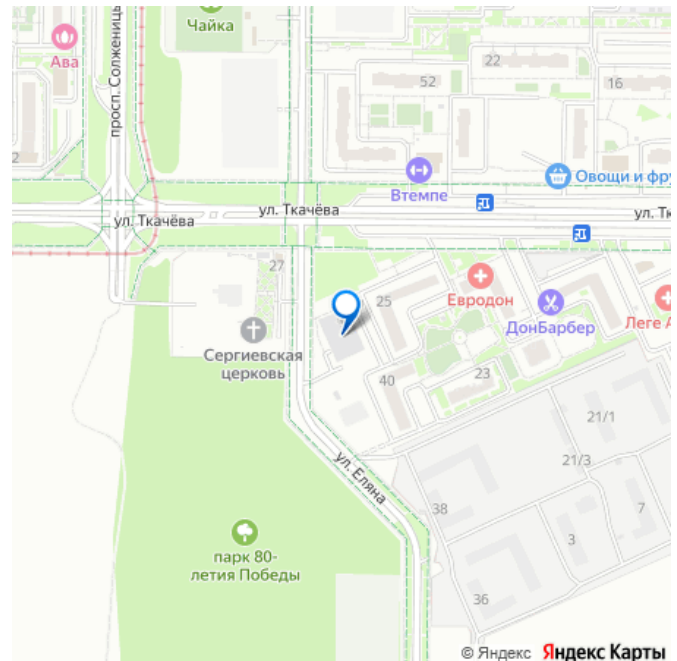 Чайка
Ава
просп. Солженицы
52
22
16
2
Втемпе
Овощи и фру
ул. Ткачёва
ул. Ткачёва
ул. Тк
27
25
Евродон
ДонБарбер
Леге А
Сергиевская
церковь
40
23
21/1
21/3
ул. Еляна
38
7
3
парк 80-
летия Победы
36
© Яндекс Яндекс Карты